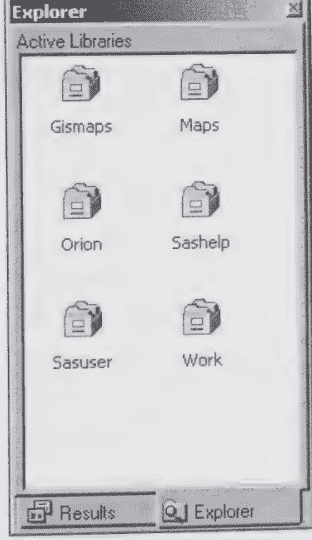 Explorer
Active Libraries
Gismaps Maps
Orion Sashelp
Sasuser Work
Results Explorer